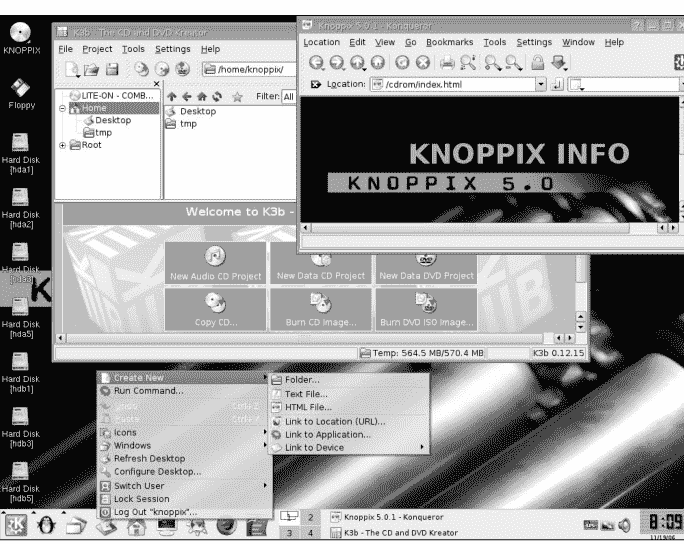 KNOPPIX
Floppy
Hard Disk
[hda1]
Hard Disk
[hda2]
Hard Disk
Hard Disk
[hda5]
Hard Disk
[hdb1]
Hard Disk
[hdb3]
Hard Disk
[hdb5]
K3b - The CD and DVD Kreator
File Project Tools Settings Help
/home/knoppix/
LITE-ON - COMB...
Home
Desktop
tmp
Root
Filter: All
Desktop
tmp
Welcome to K3b -
New Audio CD Project
New Data CD Project
New Data DVD Project
Copy CD...
Burn CD Image...
Burn DVD ISO Image...
Temp: 564.5 MB/570.4 MB
K3b 0.12.15
Knoppix 5.0.1 - Konqueror
Location Edit View Go Bookmarks Tools Settings Window Help
Location: /cdrom/index.html
KNOPPIX INFO
KNOPPIX 5.0
K
Create New
Run Command...
Ctrl+Z
Icons
Windows
Refresh Desktop
Configure Desktop...
Switch User
Lock Session
Log Out "knoppix"...
Folder...
Text File...
HTML File...
Link to Location (URL)...
Link to Application...
Link to Device
2
3 4
Knoppix 5.0.1 - Konqueror
K3b - The CD and DVD Kreator
8:09
11/19/06